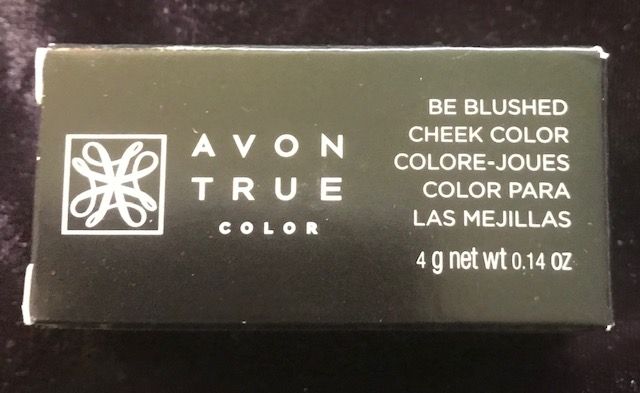 AVON
TRUE
COLOR
BE BLUSHED
CHEEK COLOR
COLORE-JOUES
COLOR PARA
LAS MEJILLAS
4 g net wt 0.14 oz